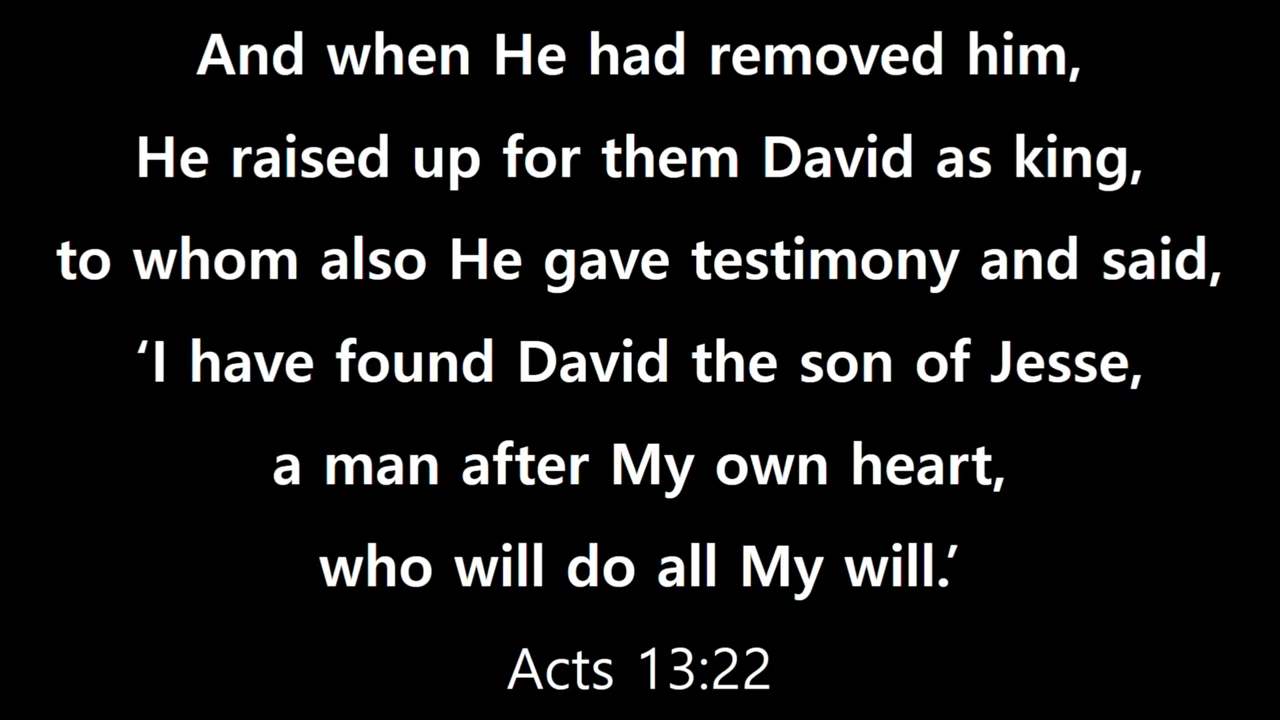 And when He had removed him,
He raised up for them David as king,
to whom also He gave testimony and said,
‘I have found David the son of Jesse,
a man after My own heart,
who will do all My will.’
Acts 13:22